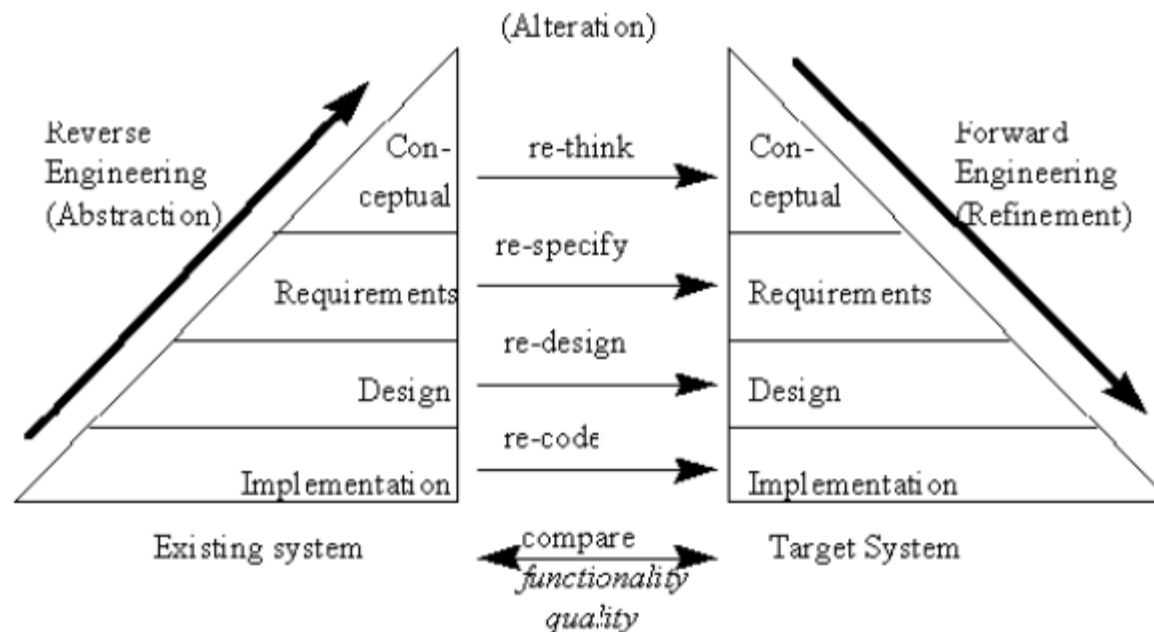 (Alteration)
Reverse
Engineering
(Abstraction)
Con-
ceptual
re-think
Con-
ceptual
Forward
Engineering
(Refinement)
re-specify
Requirements
Requirements
re-design
Design
Design
re-code
Implementation
Implementation
Existing system
compare
functionality
quality
Target System